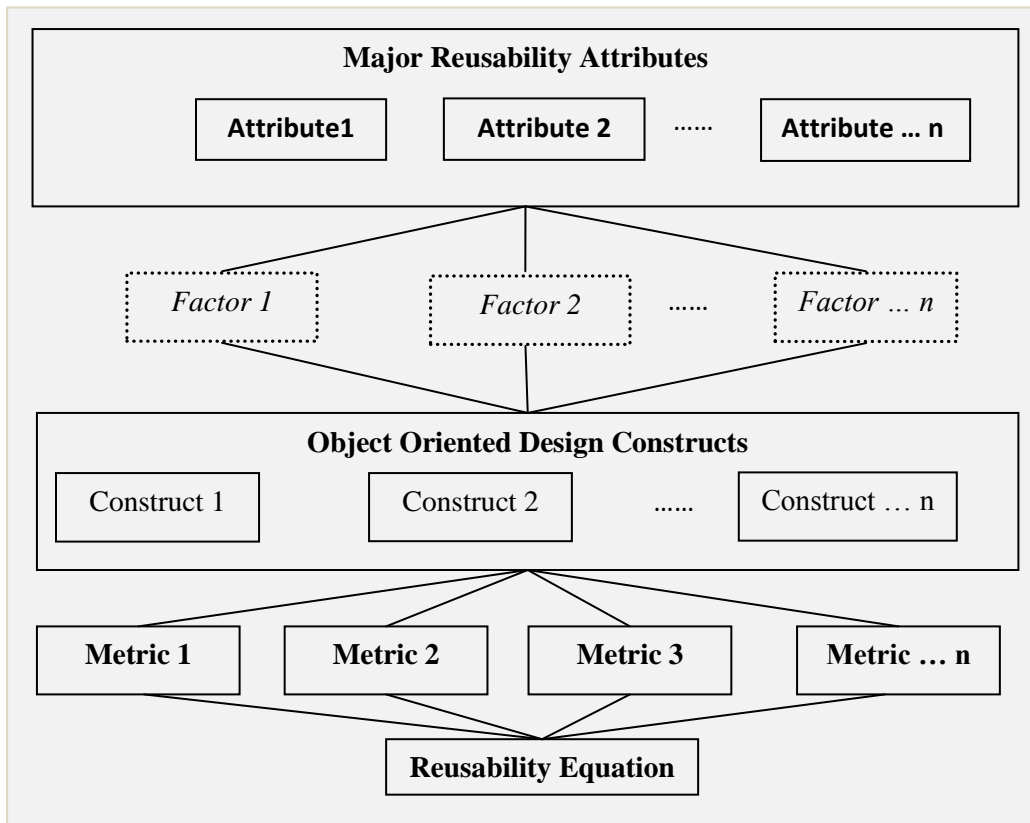 Major Reusability Attributes
Attribute1 Attribute 2 ...... Attribute … n
Factor 1 Factor 2 ...... Factor … n
Object Oriented Design Constructs
Construct 1 Construct 2 ...... Construct … n
Metric 1 Metric 2 Metric 3 Metric … n
Reusability Equation